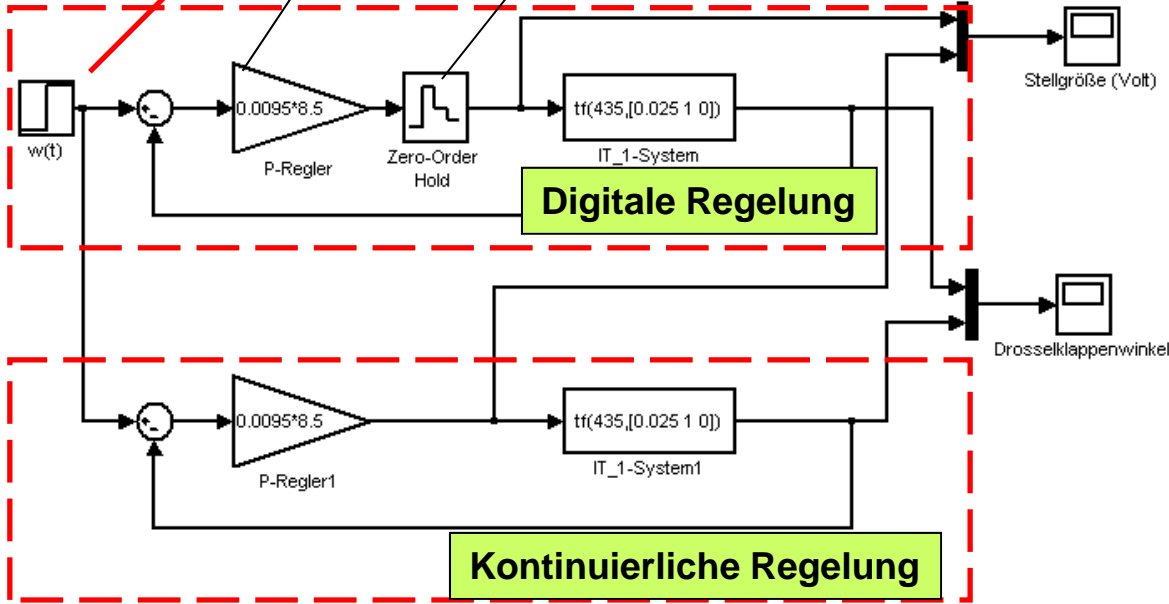 Stellgröße (Volt)
0.0095*8.5
tf(435,[0.025 1 0])
w(t)
P-Regler
Zero-Order
Hold
IT_1-System
Digitale Regelung
Drosselklappenwinkel
0.0095*8.5
tf(435,[0.025 1 0])
P-Regler1
IT_1-System1
Kontinuierliche Regelung